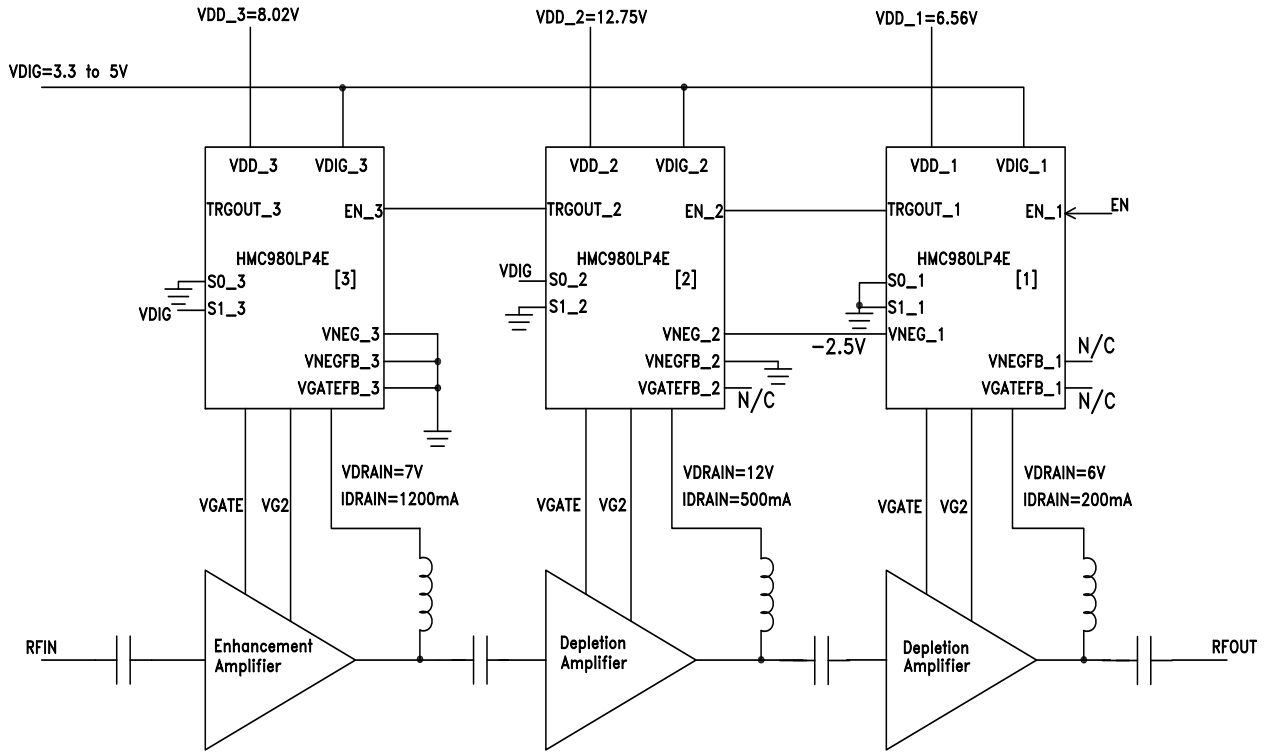 VDD_3=8.02V
VDD_2=12.75V
VDD_1=6.56V
VDIG=3.3 to 5V
VDD_3 VDIG_3
TRGOUT_3 EN_3
HMC980LP4E
[3]
S0_3
S1_3
VDIG
VNEG_3
VNEGFB_3
VGATEFB_3
VDD_2 VDIG_2
TRGOUT_2 EN_2
HMC980LP4E
[2]
VDIG
S0_2
S1_2
VNEG_2
VNEGFB_2
VGATEFB_2
N/C
-2.5V
VDD_1 VDIG_1
TRGOUT_1 EN_1
EN
HMC980LP4E
[1]
S0_1
S1_1
VNEG_1
VNEGFB_1
N/C
VGATEFB_1
N/C
VGATE VG2
VDRAIN=7V
IDRAIN=1200mA
VGATE VG2
VDRAIN=12V
IDRAIN=500mA
VGATE VG2
VDRAIN=6V
IDRAIN=200mA
RFIN
Enhancement
Amplifier
Depletion
Amplifier
Depletion
Amplifier
RFOUT